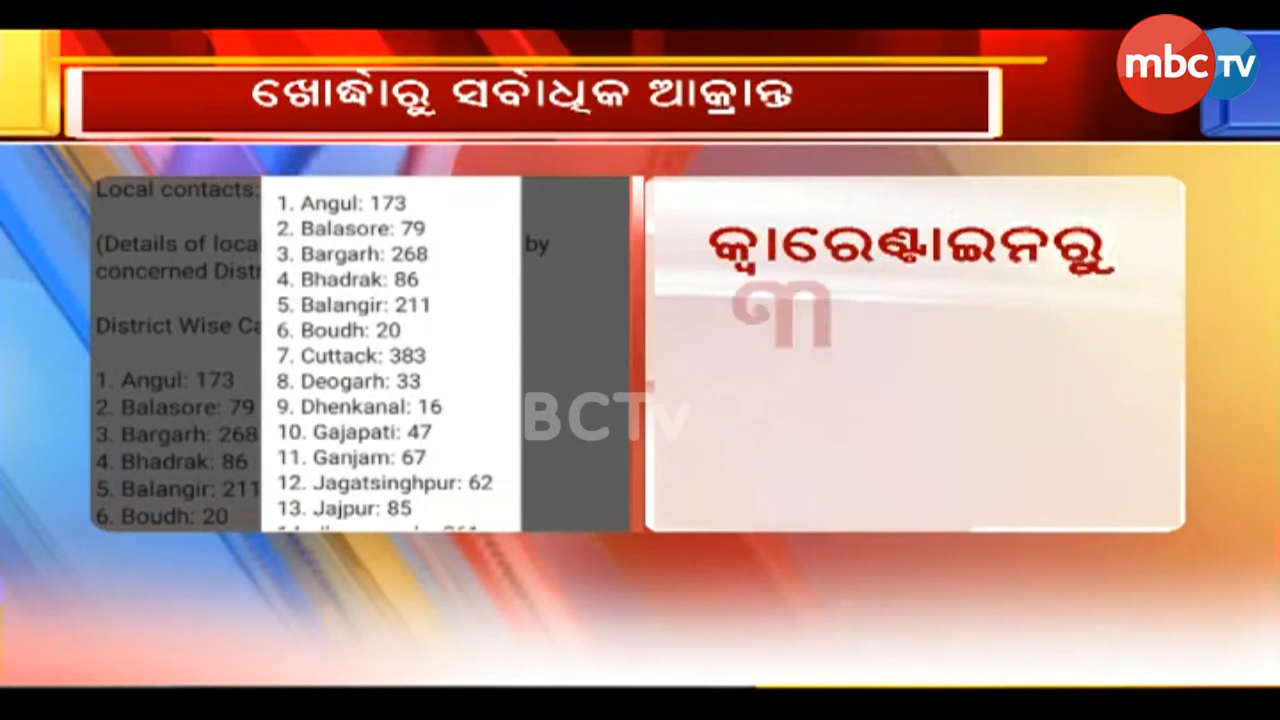 mbc TV
ଖୋର୍ଦ୍ଧାରୁ ସର୍ବାଧିକ ଆକ୍ରାନ୍ତ
Local contacts:
(Details of by
concerned
District Wise
1. Angul: 173
2. Balasore: 79
3. Bargarh: 268
4. Bhadrak: 86
5. Balangir: 211
6. Boudh: 20
1. Angul: 173
2. Balasore: 79
3. Bargarh: 268
4. Bhadrak: 86
5. Balangir: 211
6. Boudh: 20
7. Cuttack: 383
8. Deogarh: 33
9. Dhenkanal: 16
10. Gajapati: 47
11. Ganjam: 67
12. Jagatsinghpur: 62
13. Jajpur: 85
କ୍ୱାରେଣ୍ଟାଇନରୁ
୩
BCTv